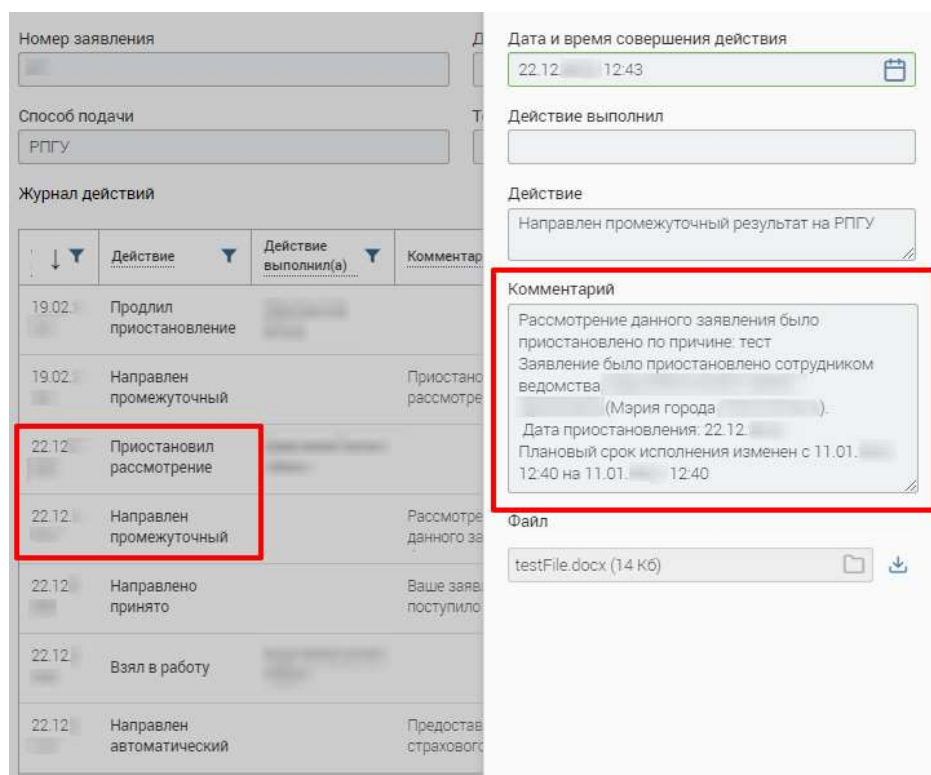 Номер заявления
Способ подачи
РПГУ
Журнал действий
Действие
Действие
выполнил(а)
Комментар
19.02.
Продлил
приостановление
19.02.
Направлен
промежуточный
Приостано
рассмотре
22.12
Приостановил
рассмотрение
22.12.
Направлен
промежуточный
Рассмотре
данного за
22.12
Направлено
принято
Ваше заяв
поступило
22.12.
Взял в работу
22.12
Направлен
автоматический
Предостав
страхового
Дата и время совершения действия
22.12. 12:43
Действие выполнил
Действие
Направлен промежуточный результат на РПГУ
Комментарий
Рассмотрение данного заявления было
приостановлено по причине: тест
Заявление было приостановлено сотрудником
ведомства
(Мэрия города ).
Дата приостановления: 22.12.
Плановый срок исполнения изменен с 11.01.
12:40 на 11.01. 12:40
Файл
testFile.docx (14 Кб)